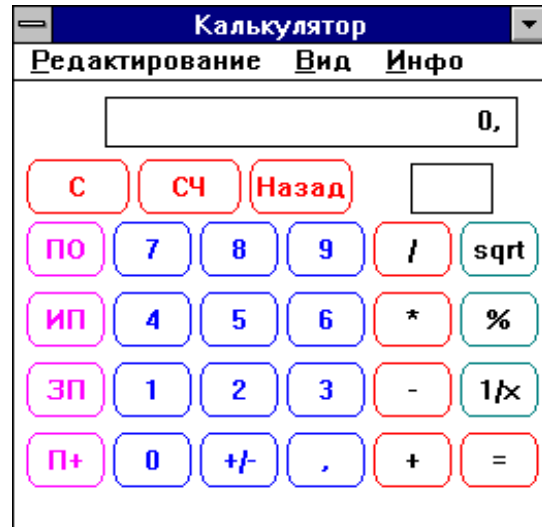 Калькулятор
Редактирование Вид Инфо
0,
С СЧ Назад
ПО 7 8 9 / sqrt
ИП 4 5 6 * %
ЗП 1 2 3 - 1/x
П+ 0 +/- , + =